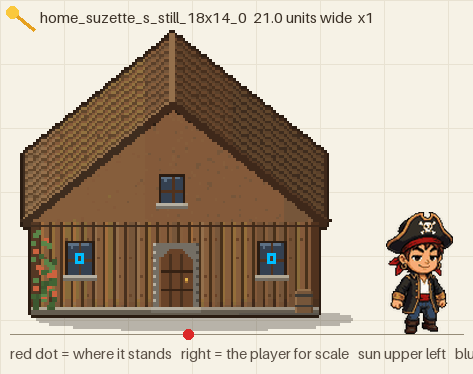 home_suzette_s_still_18x14_0  21.0 units wide  x1
red dot = where it stands  right = the player for scale  sun upper left  blu